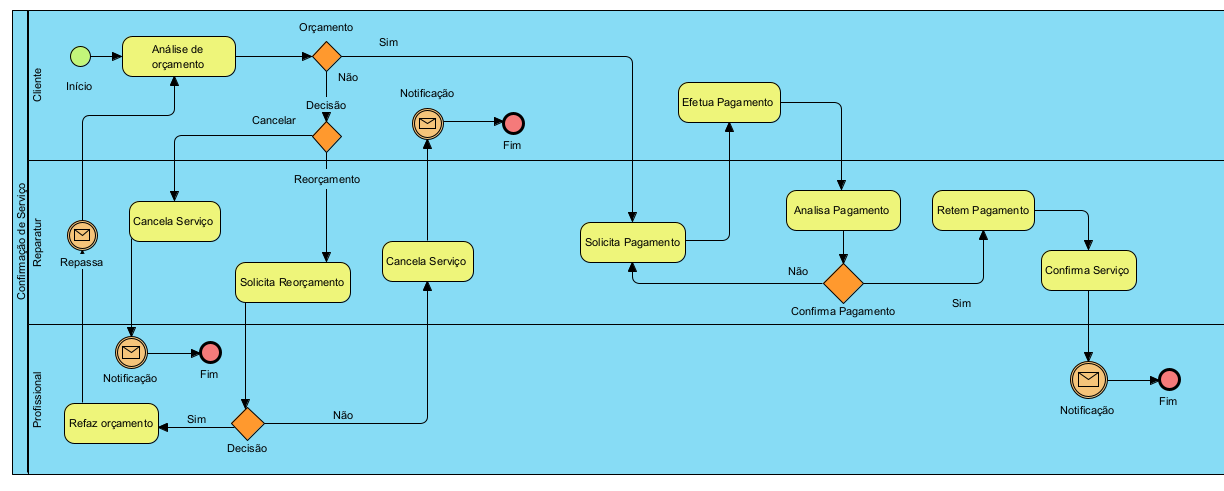 Confirmação de Serviço
Cliente
Início
Análise de
orçamento
Orçamento
Sim
Não
Decisão
Cancelar
Reorçamento
Notificação
Fim
Efetua Pagamento
Reparatur
Repassa
Cancela Serviço
Solicita Reorçamento
Cancela Serviço
Solicita Pagamento
Analisa Pagamento
Não
Confirma Pagamento
Sim
Retem Pagamento
Confirma Serviço
Profissional
Notificação
Fim
Refaz orçamento
Sim
Decisão
Não
Notificação
Fim